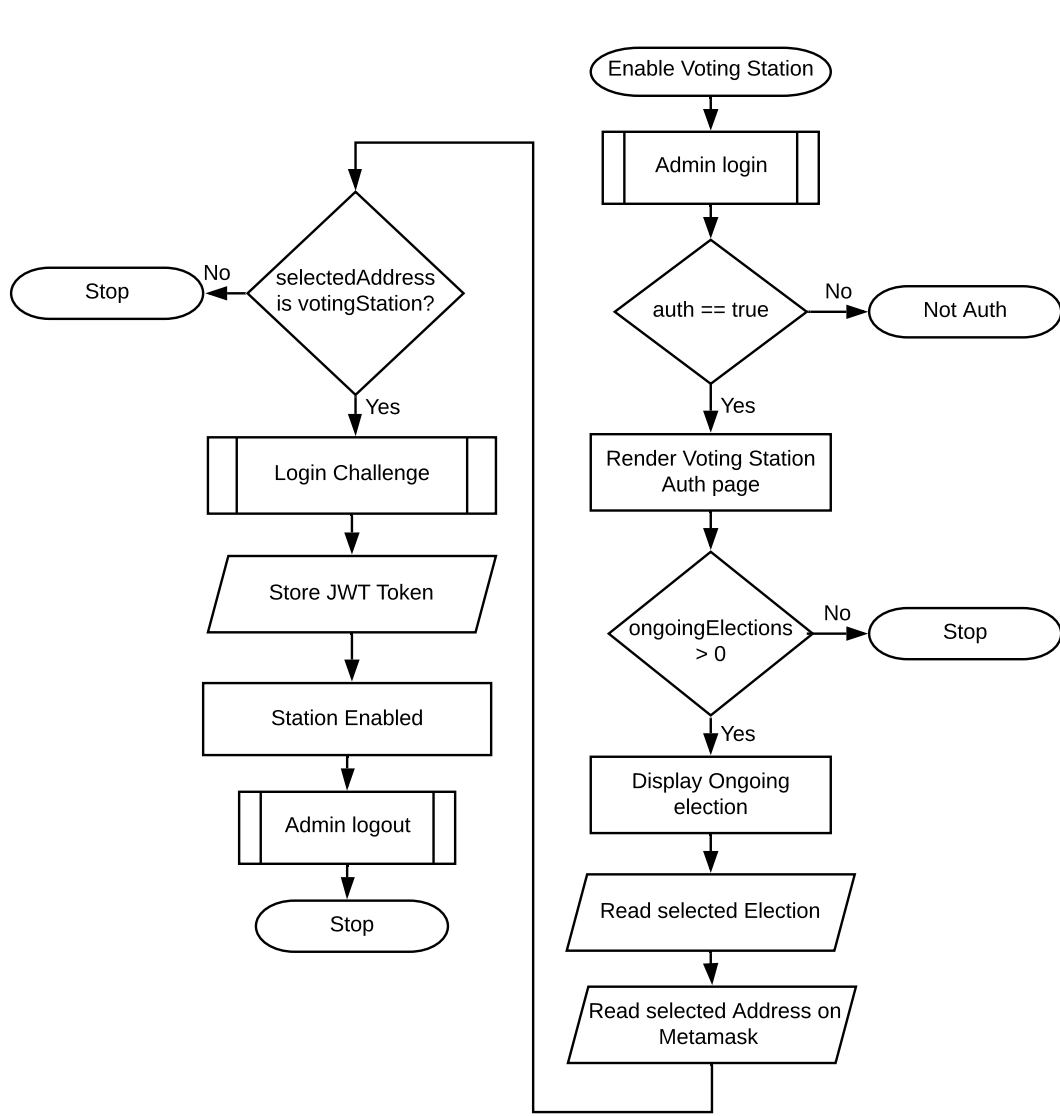 Enable Voting Station
Admin login
auth == true
No
Not Auth
Yes
Render Voting Station
Auth page
ongoingElections
> 0
No
Stop
Yes
Display Ongoing
election
Read selected Election
Read selected Address on
Metamask
selectedAddress
is votingStation?
No
Stop
Yes
Login Challenge
Store JWT Token
Station Enabled
Admin logout
Stop